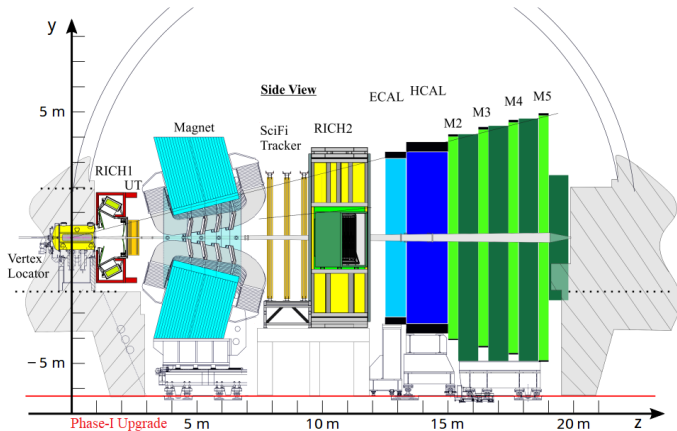 y
Side View
ECAL
HCAL
5 m
M2
M3
M4
M5
Magnet
SciFi
Tracker
RICH2
RICH1
UT
Vertex
Locator
−5 m
Phase-I Upgrade
5 m
10 m
15 m
20 m
z